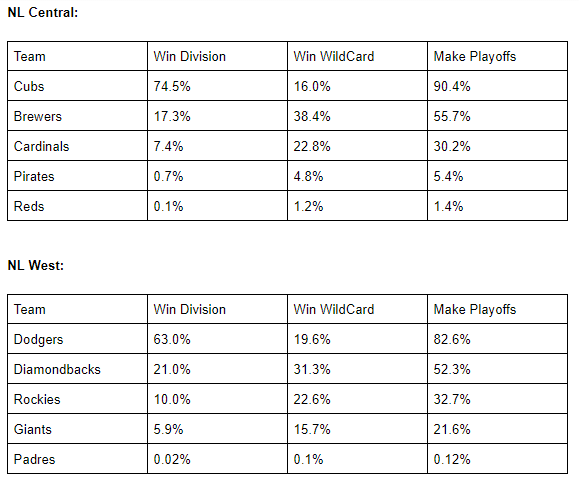 NL Central:
Team Win Division Win WildCard Make Playoffs
Cubs 74.5% 16.0% 90.4%
Brewers 17.3% 38.4% 55.7%
Cardinals 7.4% 22.8% 30.2%
Pirates 0.7% 4.8% 5.4%
Reds 0.1% 1.2% 1.4%
NL West:
Team Win Division Win WildCard Make Playoffs
Dodgers 63.0% 19.6% 82.6%
Diamondbacks 21.0% 31.3% 52.3%
Rockies 10.0% 22.6% 32.7%
Giants 5.9% 15.7% 21.6%
Padres 0.02% 0.1% 0.12%